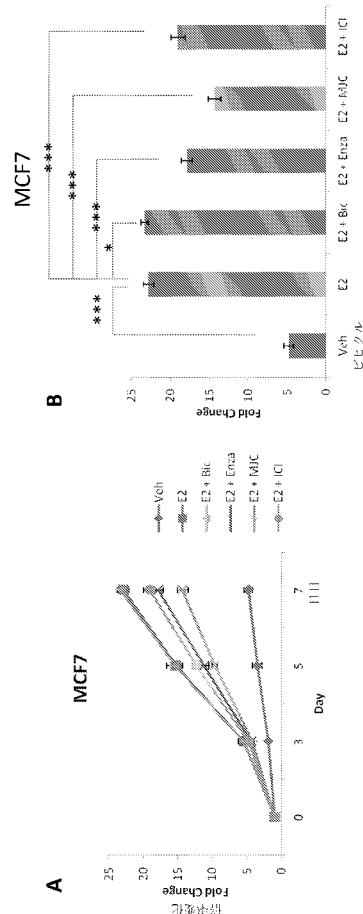 A
MCF7
Fold Change
倍率変化
25
20
15
10
5
0
0
3
5
7
Day
日目
Veh
E2
E2 + Bic
E2 + Enza
E2 + MJC
E2 + ICI
B
MCF7
Fold Change
25
20
15
10
5
0
***
*
***
***
***
Veh
E2
E2 + Bic
E2 + Enza
E2 + MJC
E2 + ICI
ビヒクル